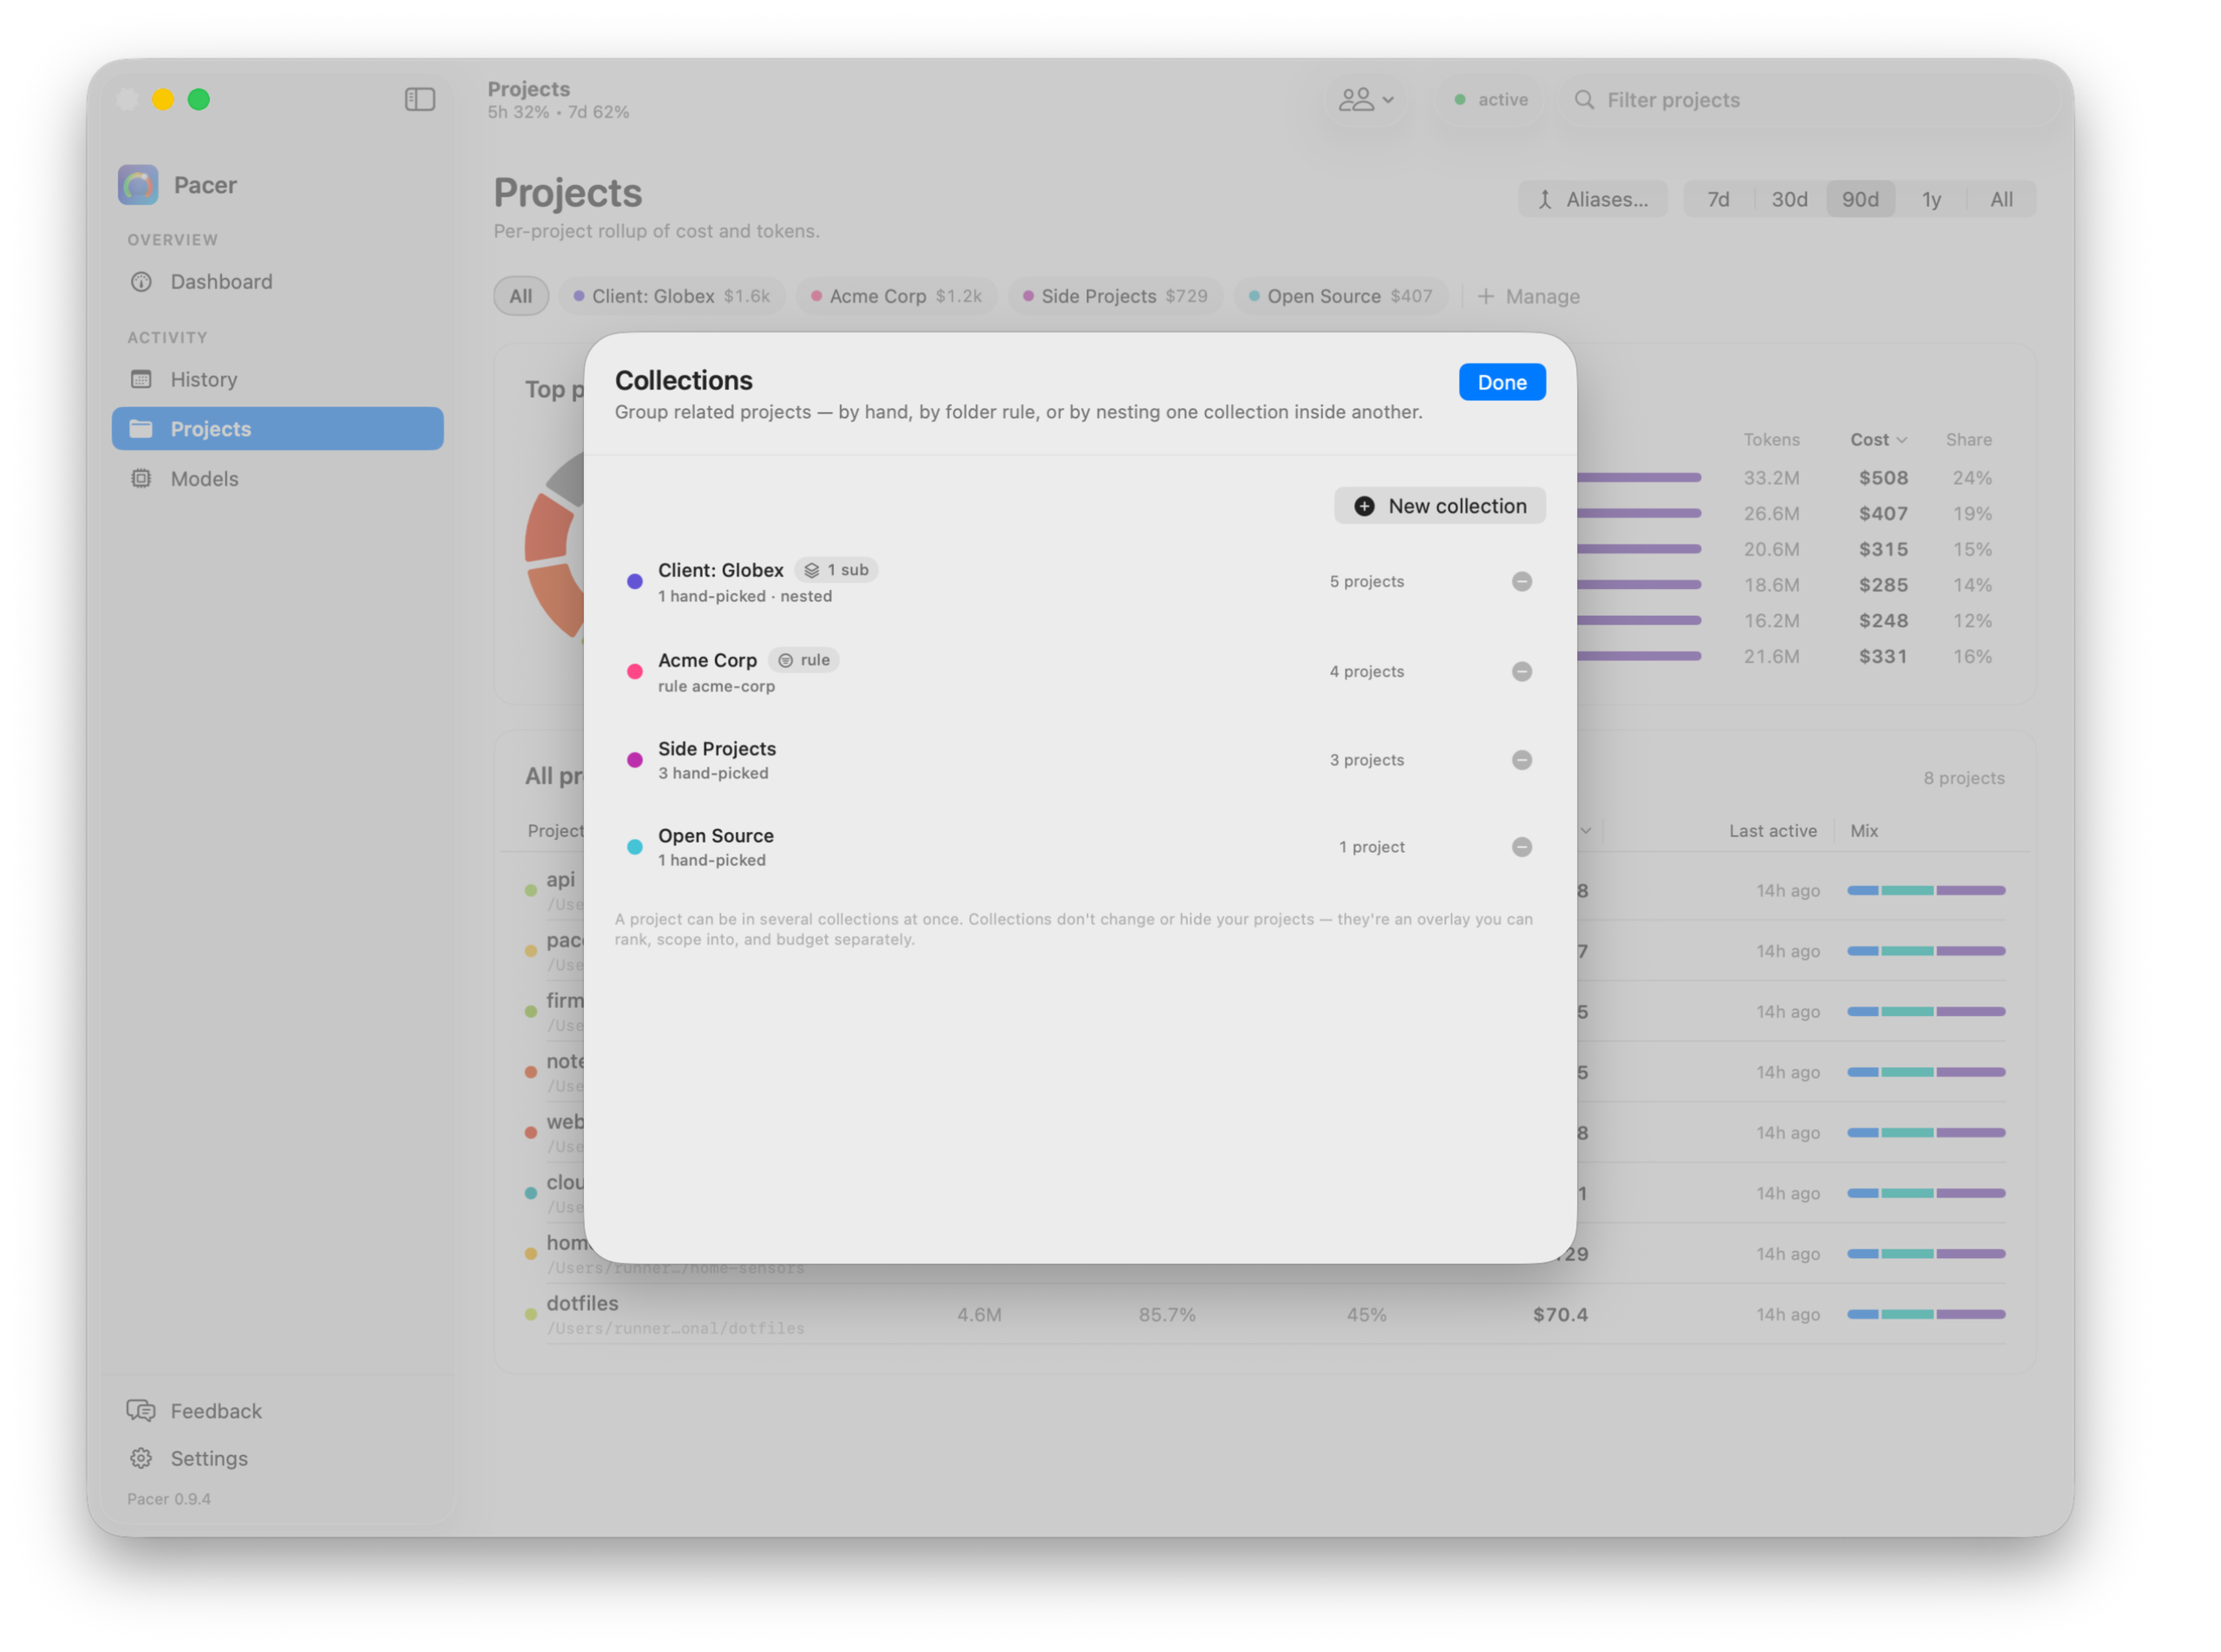 Projects
5h 32% • 7d 62%
active
Filter projects
Pacer
OVERVIEW
Dashboard
ACTIVITY
History
Projects
Models
Feedback
Settings
Pacer 0.9.4
Projects
Per-project rollup of cost and tokens.
Aliases...
7d 30d 90d 1y All
All
Client: Globex $1.6k
Acme Corp $1.2k
Side Projects $729
Open Source $407
Manage
Top
Tokens Cost Share
33.2M $508 24%
26.6M $407 19%
20.6M $315 15%
18.6M $285 14%
16.2M $248 12%
21.6M $331 16%
Collections
Done
Group related projects — by hand, by folder rule, or by nesting one collection inside another.
New collection
Client: Globex 1 sub
1 hand-picked · nested
5 projects
Acme Corp rule
rule acme-corp
4 projects
Side Projects
3 hand-picked
3 projects
Open Source
1 hand-picked
1 project
A project can be in several collections at once. Collections don't change or hide your projects — they're an overlay you can
rank, scope into, and budget separately.
All
8 projects
Project Last active Mix
api
14h ago
14h ago
14h ago
14h ago
14h ago
14h ago
14h ago
/Users/runner…/home-sensors
dotfiles
/Users/runner…onal/dotfiles
4.6M 85.7% 45% $70.4 14h ago